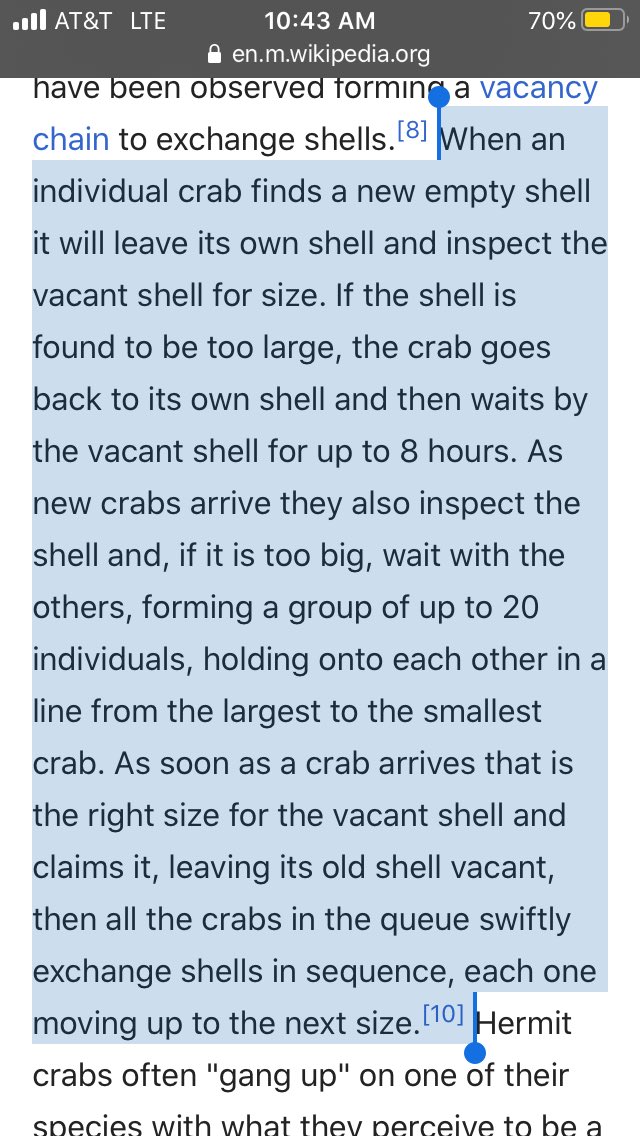 AT&T LTE 10:43 AM 70%
en.m.wikipedia.org
have been observed forming a vacancy
chain to exchange shells.[8] When an
individual crab finds a new empty shell
it will leave its own shell and inspect the
vacant shell for size. If the shell is
found to be too large, the crab goes
back to its own shell and then waits by
the vacant shell for up to 8 hours. As
new crabs arrive they also inspect the
shell and, if it is too big, wait with the
others, forming a group of up to 20
individuals, holding onto each other in a
line from the largest to the smallest
crab. As soon as a crab arrives that is
the right size for the vacant shell and
claims it, leaving its old shell vacant,
then all the crabs in the queue swiftly
exchange shells in sequence, each one
moving up to the next size.[10] Hermit
crabs often "gang up" on one of their
species with what they perceive to be a